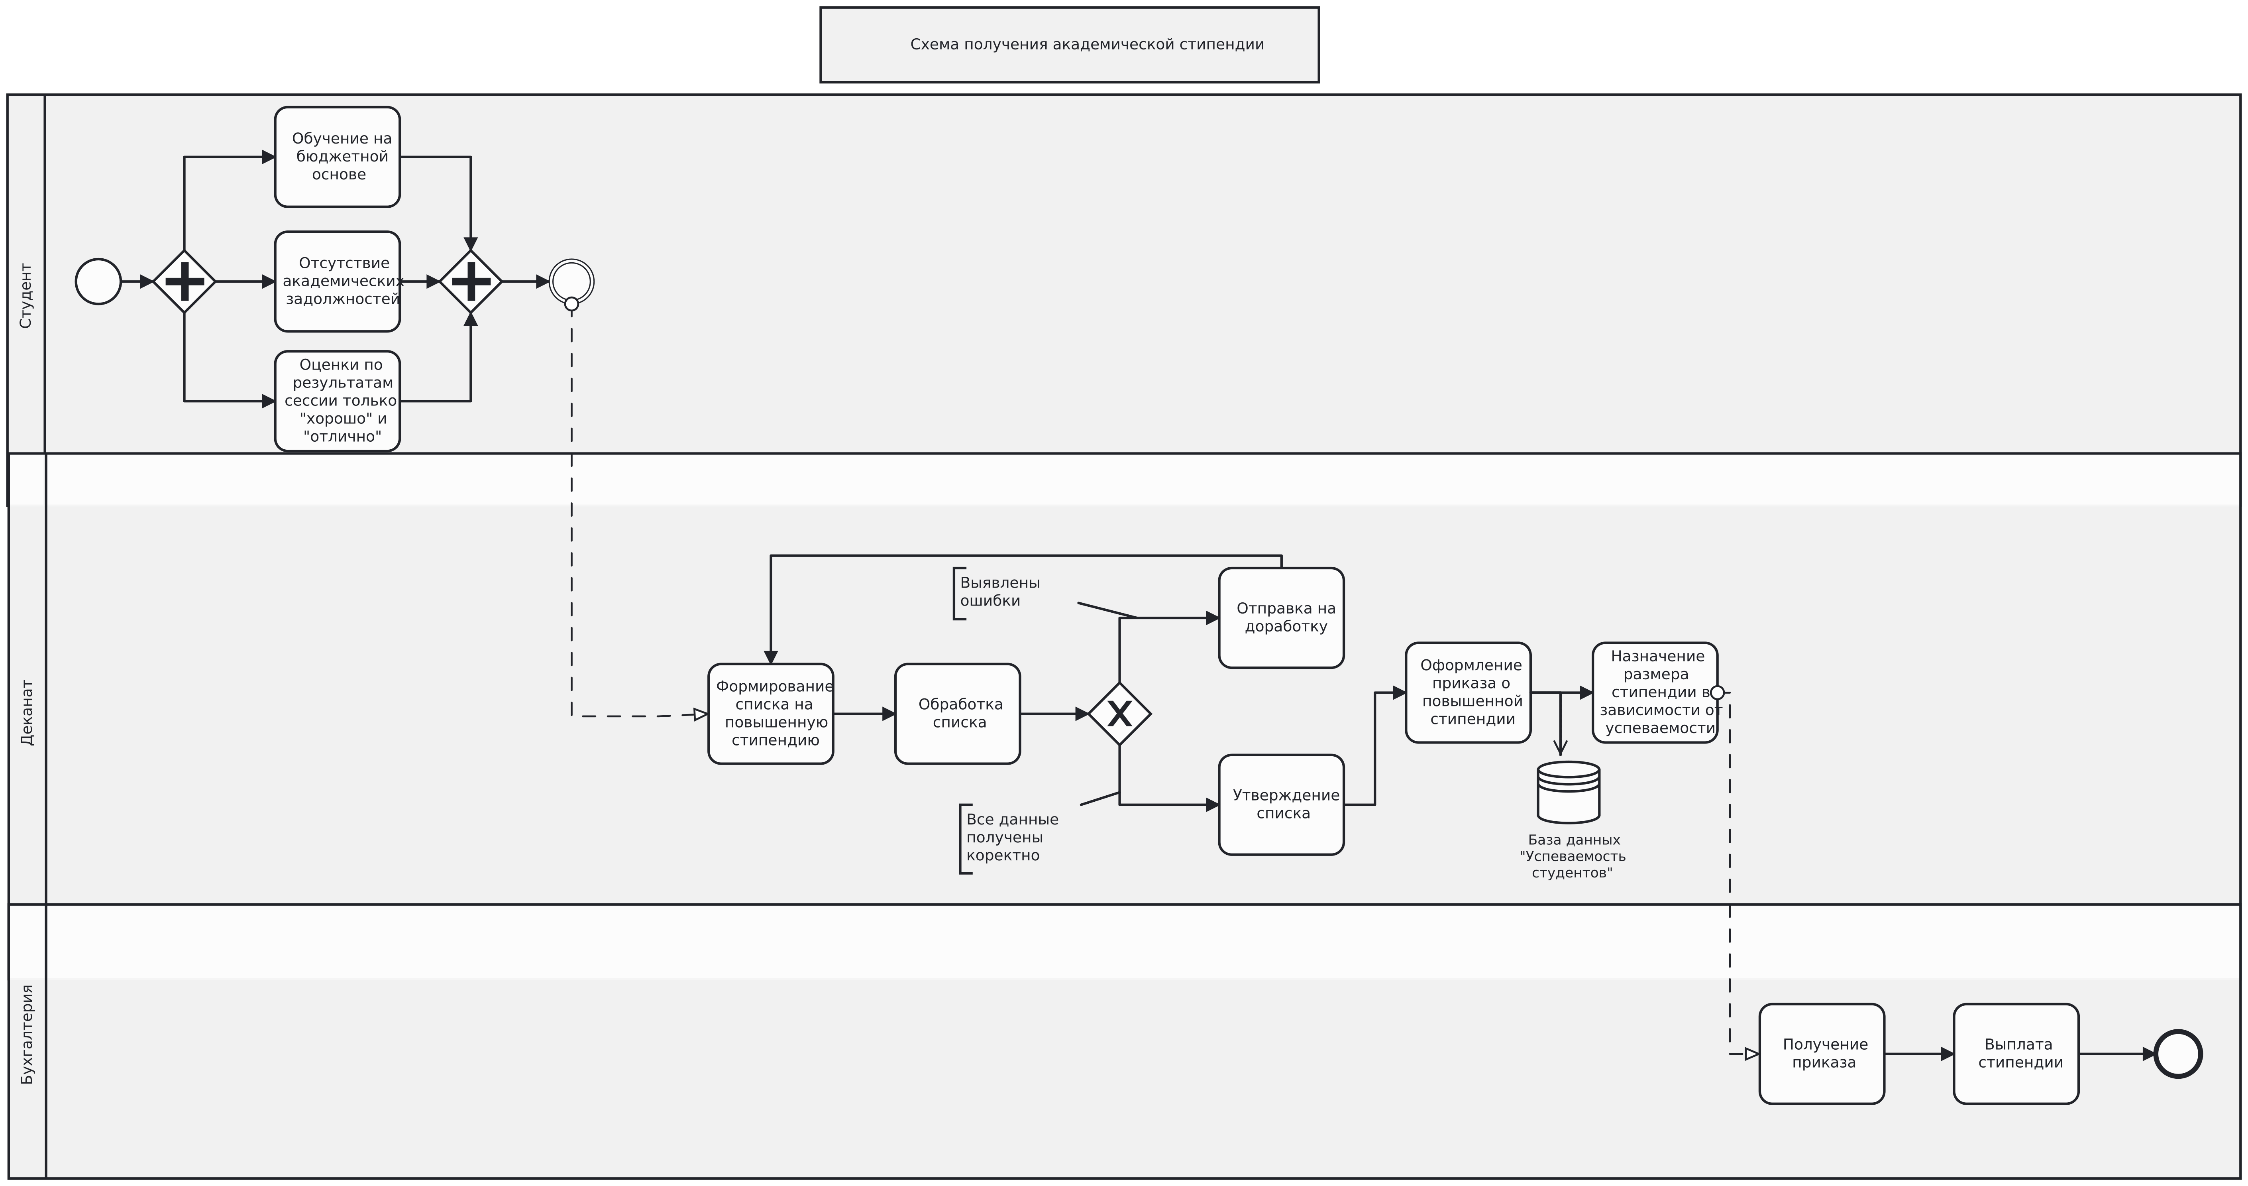 Схема получения академической стипендии
Студент
Обучение на
бюджетной
основе
Отсутствие
академических
задолжностей
Оценки по
результатам
сессии только
"хорошо" и
"отлично"
Деканат
Выявлены
ошибки
Отправка на
доработку
Формирование
списка на
повышенную
стипендию
Обработка
списка
Все данные
получены
коректно
Утверждение
списка
Оформление
приказа о
повышенной
стипендии
Назначение
размера
стипендии в
зависимости от
успеваемости
База данных
"Успеваемость
студентов"
Бухгалтерия
Получение
приказа
Выплата
стипендии